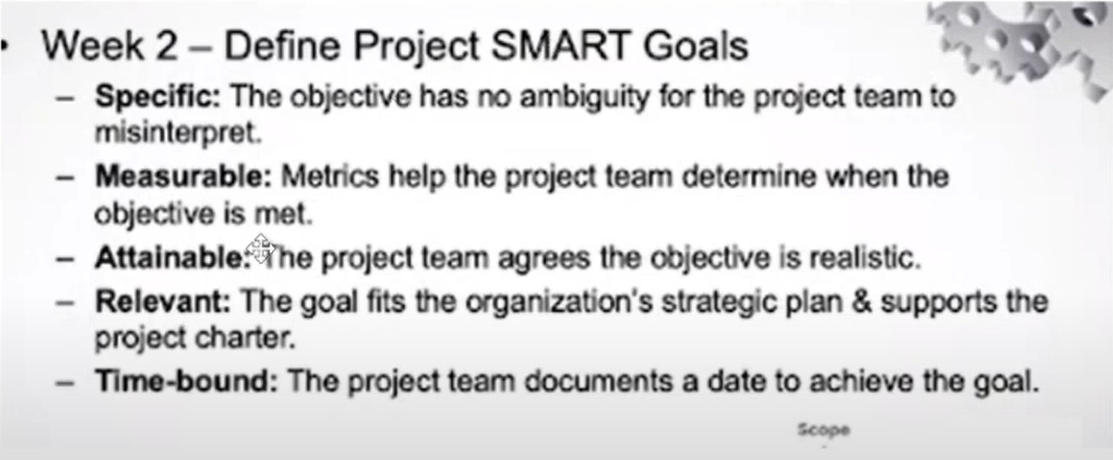 • Week 2 – Define Project SMART Goals
– Specific: The objective has no ambiguity for the project team to
misinterpret.
– Measurable: Metrics help the project team determine when the
objective is met.
– Attainable: The project team agrees the objective is realistic.
– Relevant: The goal fits the organization's strategic plan & supports the
project charter.
– Time-bound: The project team documents a date to achieve the goal.
Scope